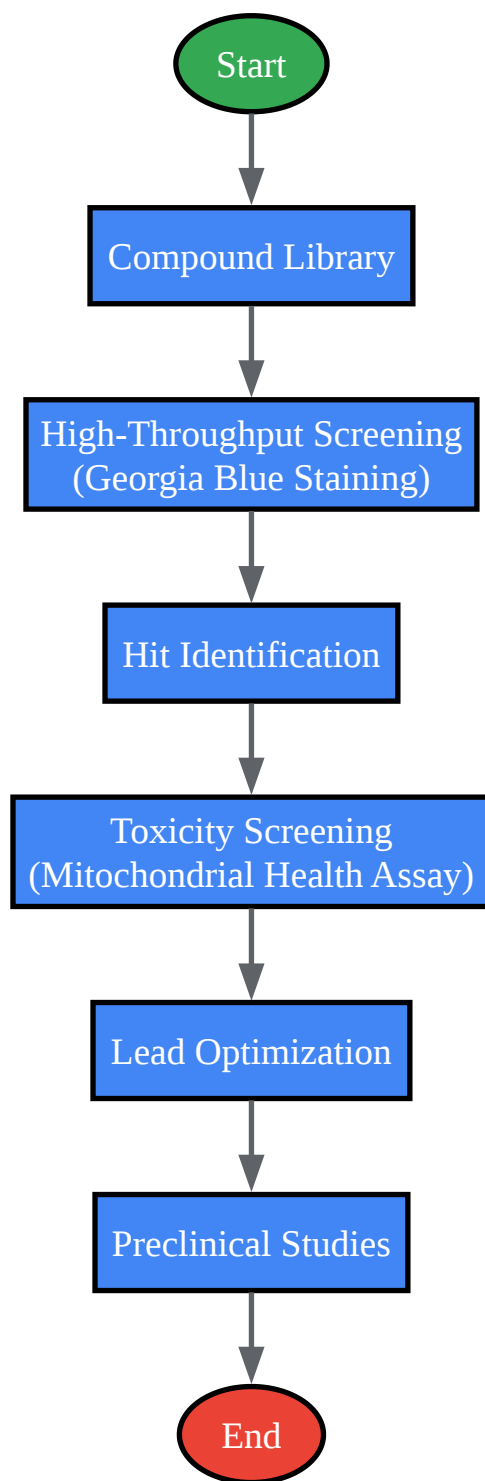 Start
Compound Library
High-Throughput Screening
(Georgia Blue Staining)
Hit Identification
Toxicity Screening
(Mitochondrial Health Assay)
Lead Optimization
Preclinical Studies
End